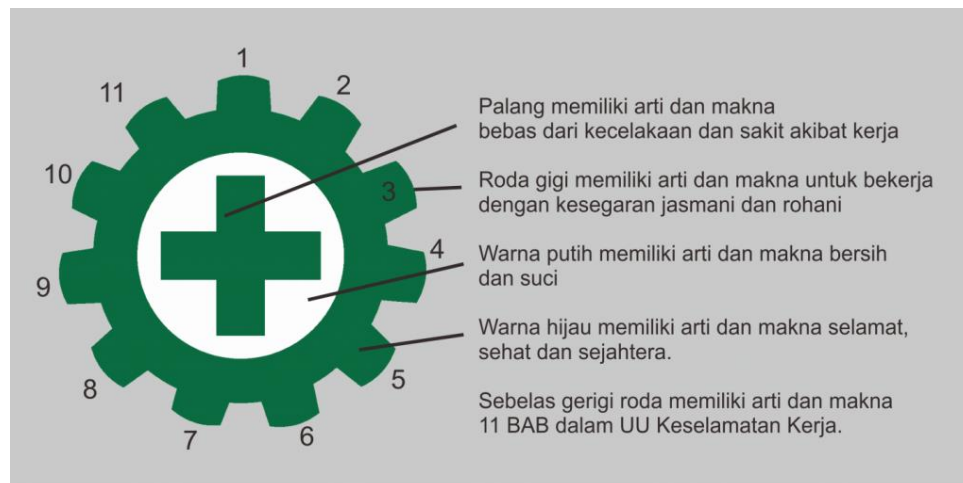 1
2
3
4
5
6
7
8
9
10
11
Palang memiliki arti dan makna
bebas dari kecelakaan dan sakit akibat kerja
Roda gigi memiliki arti dan makna untuk bekerja
dengan kesegaran jasmani dan rohani
Warna putih memiliki arti dan makna bersih
dan suci
Warna hijau memiliki arti dan makna selamat,
sehat dan sejahtera.
Sebelas gerigi roda memiliki arti dan makna
11 BAB dalam UU Keselamatan Kerja.